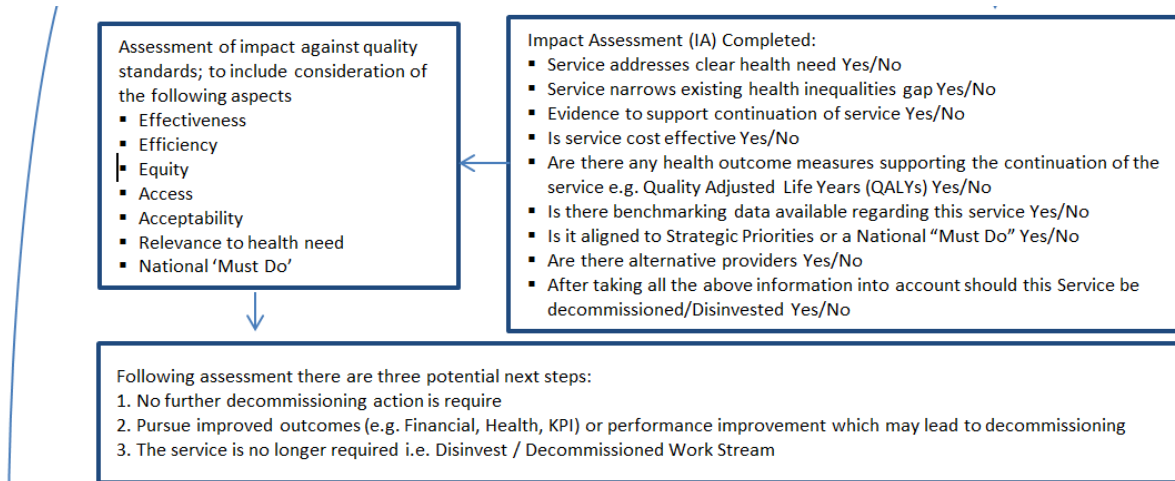 Assessment of impact against quality
standards; to include consideration of
the following aspects
▪ Effectiveness
▪ Efficiency
▪ Equity
▪ Access
▪ Acceptability
▪ Relevance to health need
▪ National ‘Must Do’
Impact Assessment (IA) Completed:
▪ Service addresses clear health need Yes/No
▪ Service narrows existing health inequalities gap Yes/No
▪ Evidence to support continuation of service Yes/No
▪ Is service cost effective Yes/No
▪ Are there any health outcome measures supporting the continuation of the
service e.g. Quality Adjusted Life Years (QALYs) Yes/No
▪ Is there benchmarking data available regarding this service Yes/No
▪ Is it aligned to Strategic Priorities or a National “Must Do” Yes/No
▪ Are there alternative providers Yes/No
▪ After taking all the above information into account should this Service be
decommissioned/Disinvested Yes/No
Following assessment there are three potential next steps:
1. No further decommissioning action is require
2. Pursue improved outcomes (e.g. Financial, Health, KPI) or performance improvement which may lead to decommissioning
3. The service is no longer required i.e. Disinvest / Decommissioned Work Stream